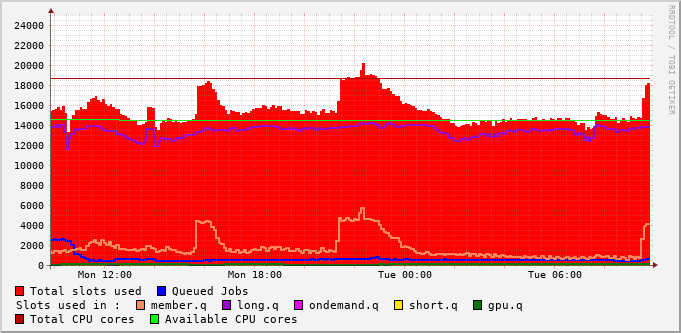 RRDTOOL / TOBI OETIKER
24000
22000
20000
18000
16000
14000
12000
10000
8000
6000
4000
2000
0
Mon 12:00 Mon 18:00 Tue 00:00 Tue 06:00
Total slots used Queued Jobs
Slots used in : member.q long.q ondemand.q short.q gpu.q
Total CPU cores Available CPU cores